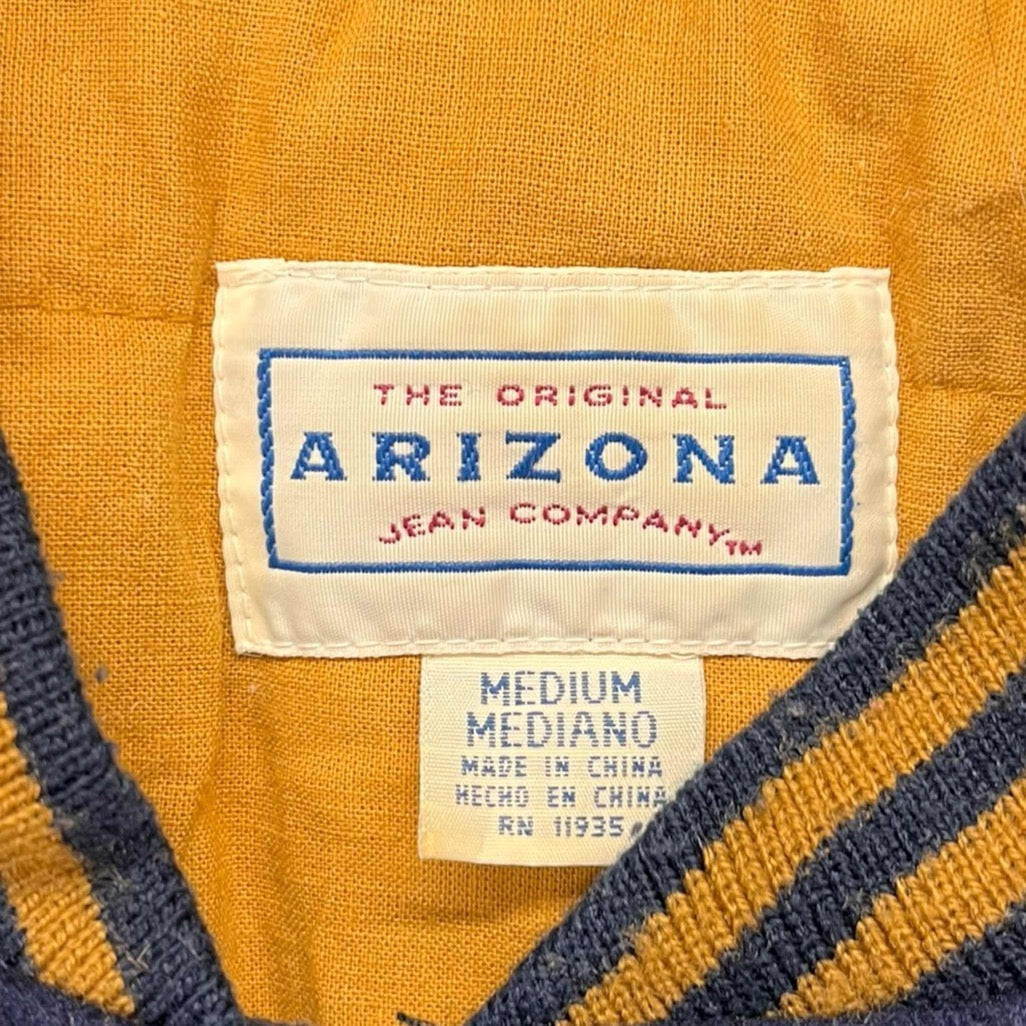 THE ORIGINAL
ARIZONA
JEAN COMPANY™
MEDIUM
MEDIANO
MADE IN CHINA
HECHO EN CHINA
RN 11935